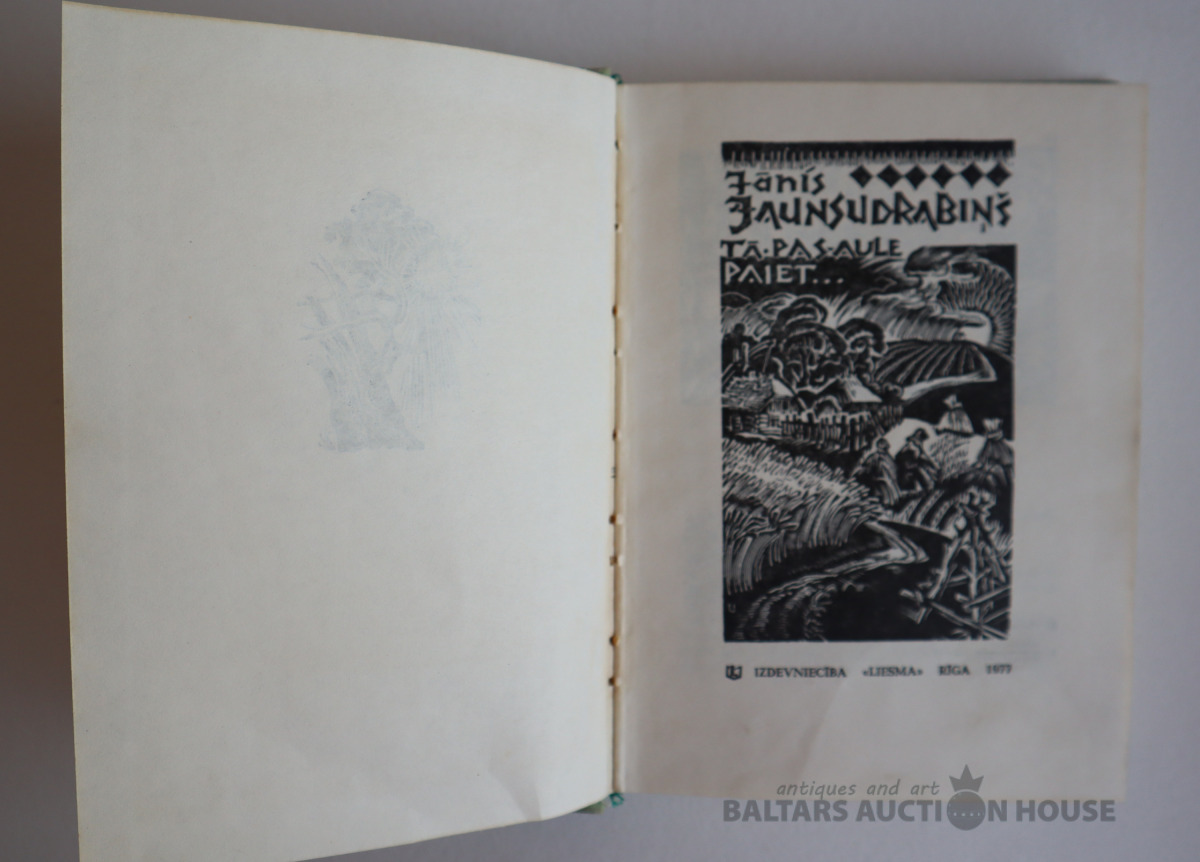 Jānis
JAUNSUDRABIŅŠ
TĀ·PASAULE
PAIET...
IZDEVNIECĪBA «LIESMA» RĪGA 1977
antiques and art
BALTARS AUCTION HOUSE